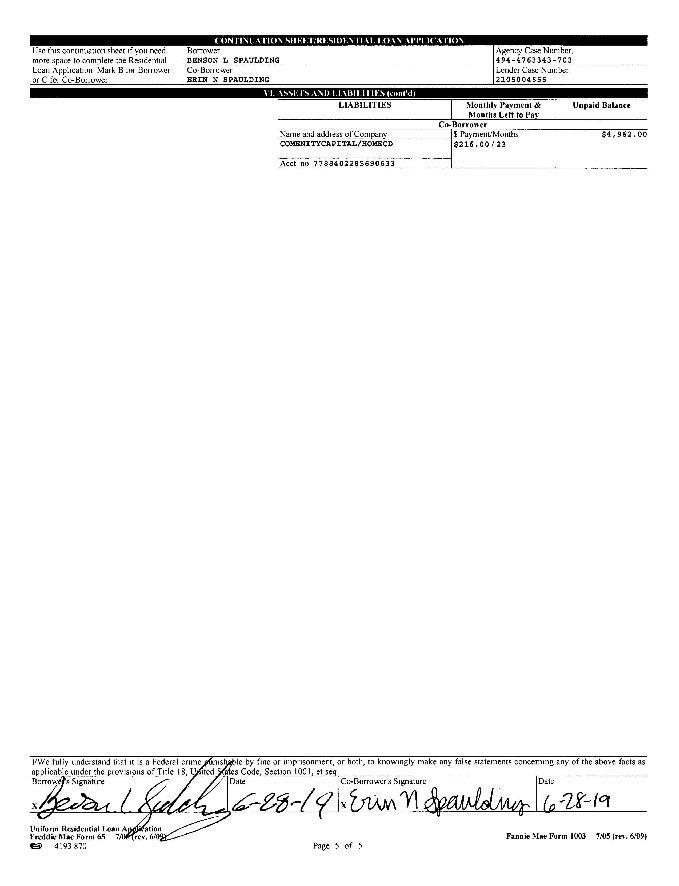 CONTINUATION SHEET/RESIDENTIAL LOAN APPLICATION
Use this continuation sheet if you need
more space to complete the Residential
Loan Application. Mark B for Borrower
or C for Co-Borrower
Borrower
BENSON L SPAULDING
Co-Borrower
ERIN N SPAULDING
Agency Case Number,
494-4763343-703
Lender Case Number
2105004555
VI. ASSETS AND LIABILITIES (cont'd)
LIABILITIES
Monthly Payment &
Months Left to Pay
Unpaid Balance
Co-Borrower
Name and address of Company
COMENITYCAPITAL/HOMECD
$ Payment/Months
$216.00/23
$4,962.00
Acct no 7788402285690633
I/We fully understand that it is a Federal crime punishable by fine or imprisonment, or both, to knowingly make any false statements concerning any of the above facts as
applicable under the provisions of Title 18, United States Code, Section 1001, et seq
Borrower's Signature
Date
Co-Borrower's Signature
Date
x 6-28-19 x Erin N Spaulding 6-28-19
Uniform Residential Loan Application
Freddie Mac Form 65 7/05 (rev. 6/09)
4193 870
Page 5 of 5
Fannie Mae Form 1003 7/05 (rev. 6/09)